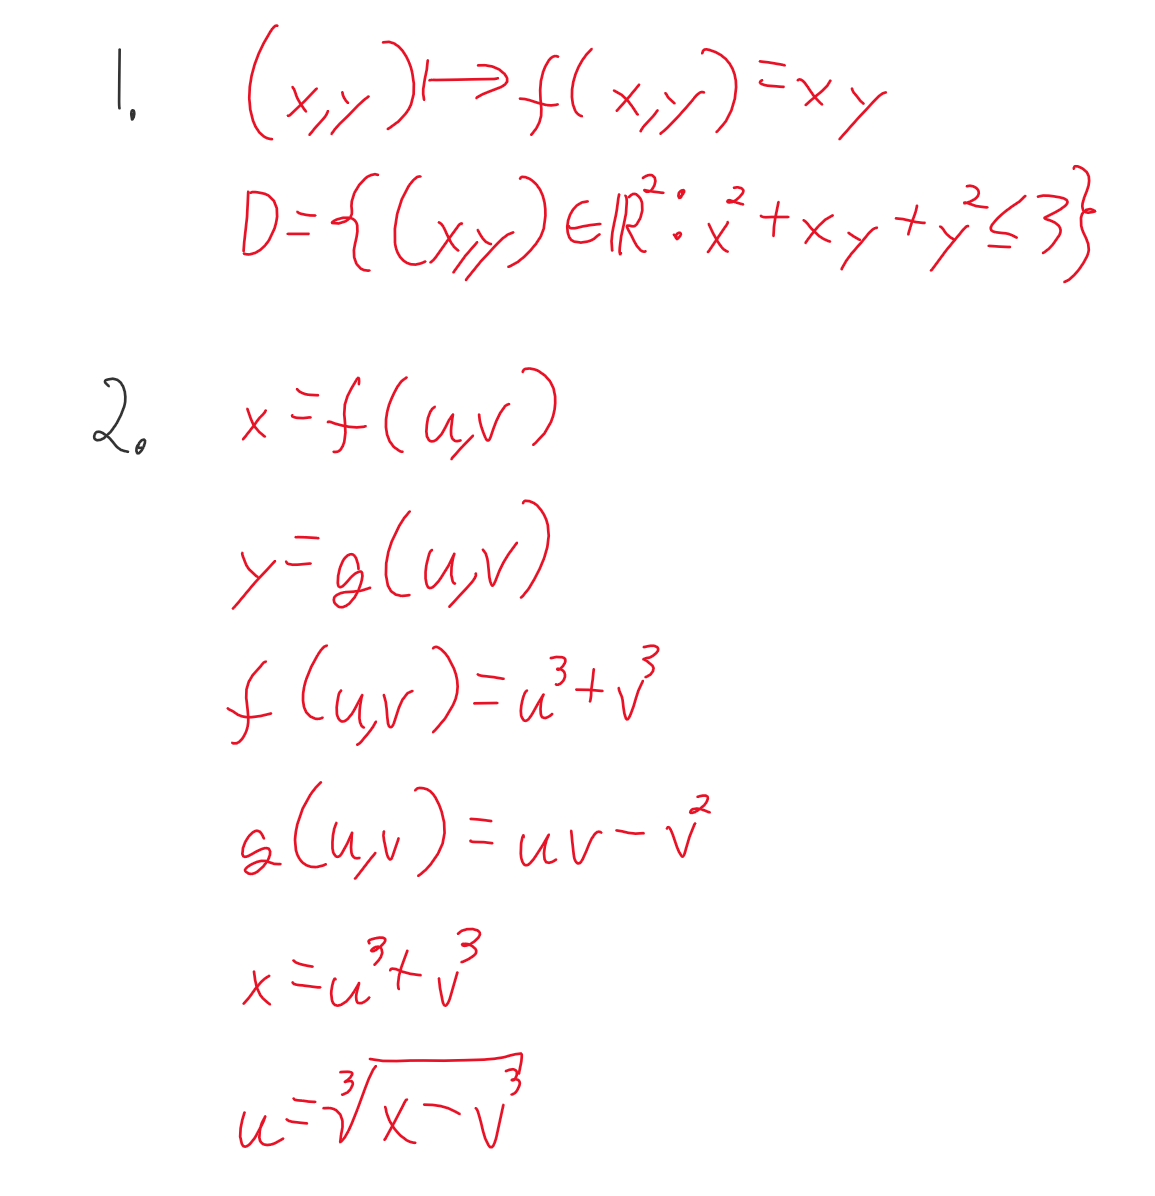 1. (x,y) ↦ f(x,y) = xy
D = {(x,y) ∈ ℝ² : x² + xy + y² ≤ 3}
2. x = f(u,v)
y = g(u,v)
f(u,v) = u³ + v³
g(u,v) = uv - v²
x = u³ + v³
u = ∛(x - v³)